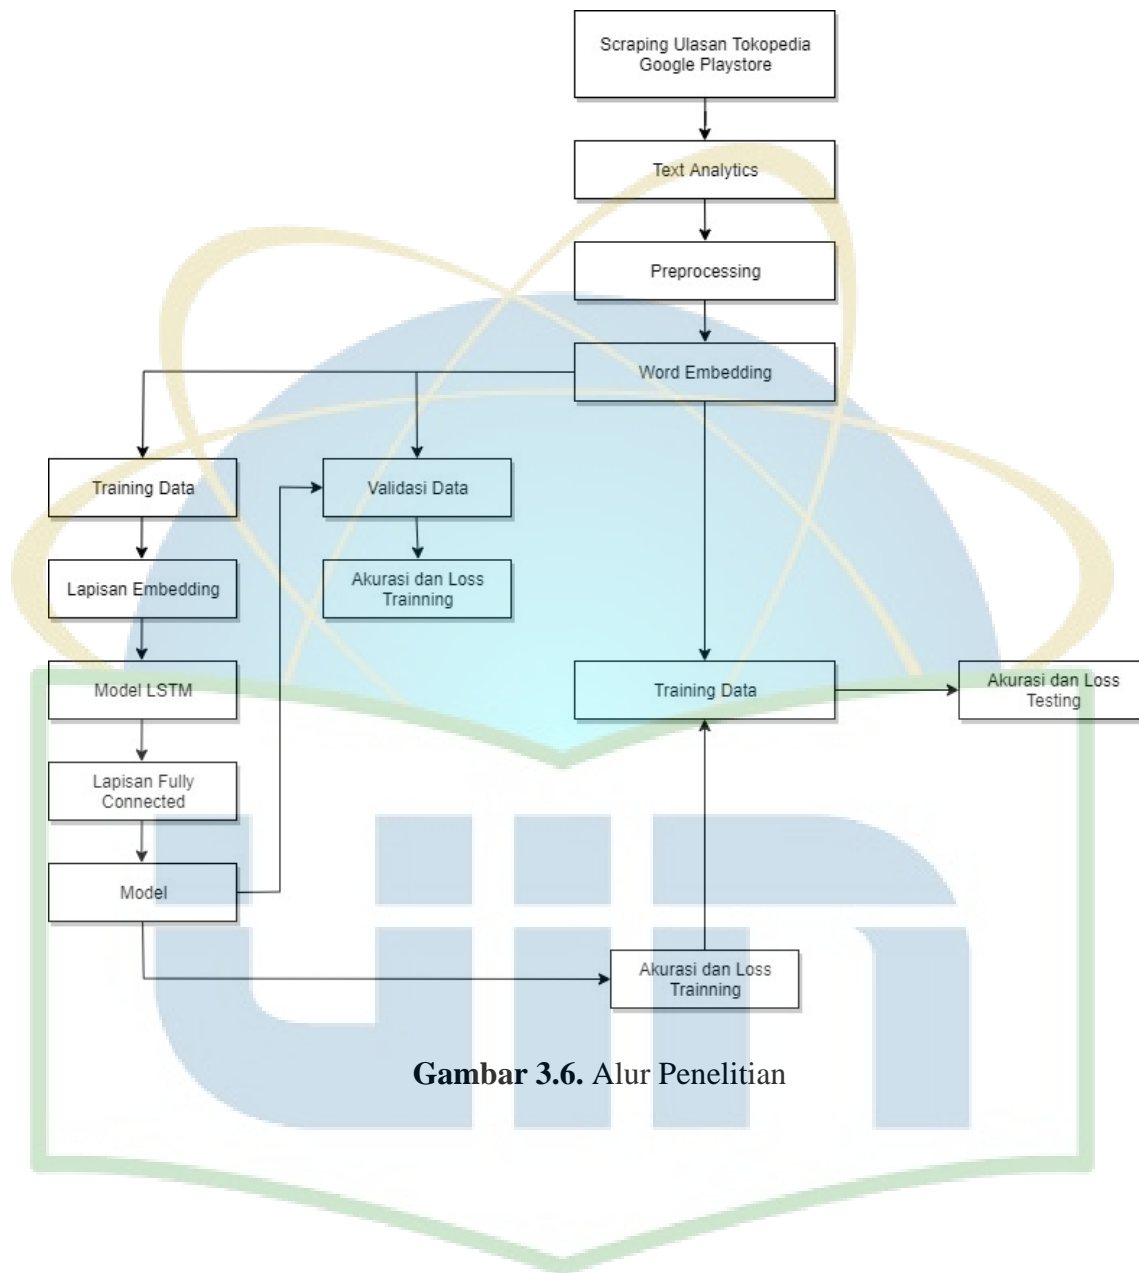 Scraping Ulasan Tokopedia
Google Playstore
Text Analytics
Preprocessing
Word Embedding
Training Data
Validasi Data
Lapisan Embedding
Akurasi dan Loss
Trainning
Model LSTM
Training Data
Akurasi dan Loss
Testing
Lapisan Fully
Connected
Model
Akurasi dan Loss
Trainning
Gambar 3.6. Alur Penelitian
uin